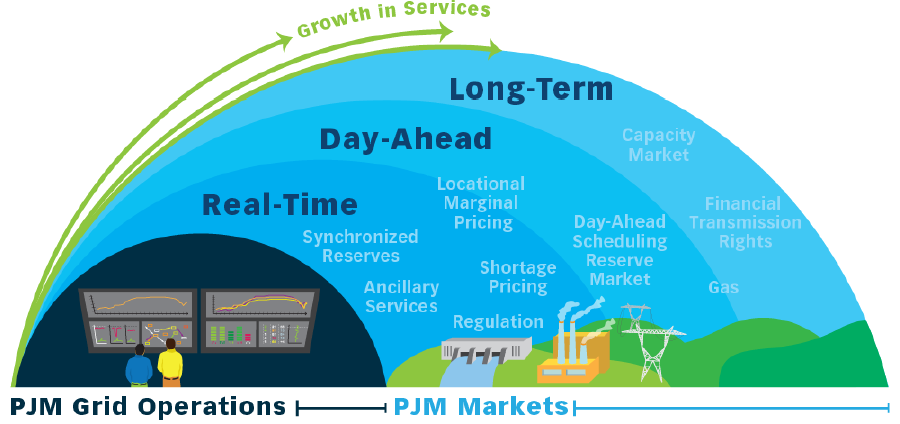 Growth in Services
Long-Term
Day-Ahead
Real-Time
Capacity
Market
Locational
Marginal
Pricing
Financial
Transmission
Rights
Day-Ahead
Scheduling
Reserve
Market
Synchronized
Reserves
Shortage
Pricing
Ancillary
Services
Gas
Regulation
PJM Grid Operations
PJM Markets